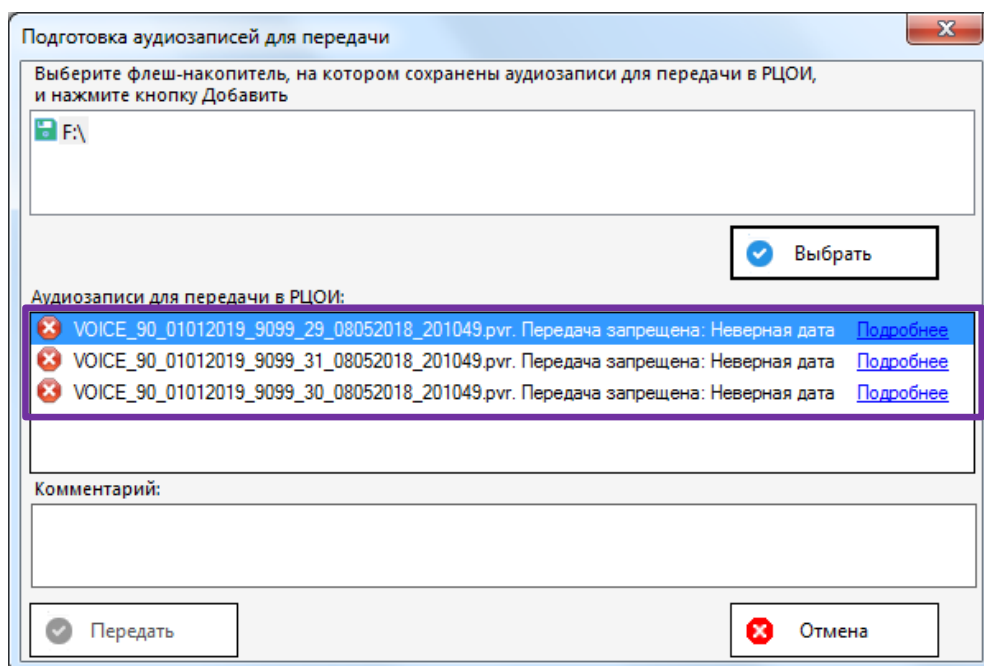 Подготовка аудиозаписей для передачи
Выберите флеш-накопитель, на котором сохранены аудиозаписи для передачи в РЦОИ,
и нажмите кнопку Добавить
F:\
Выбрать
Аудиозаписи для передачи в РЦОИ:
VOICE_90_01012019_9099_29_08052018_201049.pvr. Передача запрещена: Неверная дата Подробнее
VOICE_90_01012019_9099_31_08052018_201049.pvr. Передача запрещена: Неверная дата Подробнее
VOICE_90_01012019_9099_30_08052018_201049.pvr. Передача запрещена: Неверная дата Подробнее
Комментарий:
Передать Отмена